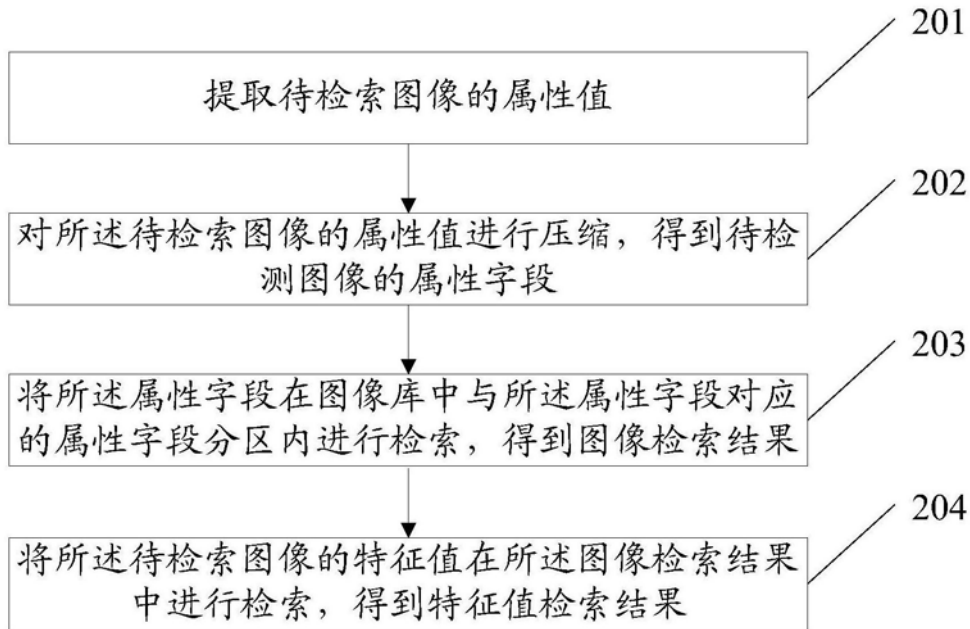 201
提取待检索图像的属性值
202
对所述待检索图像的属性值进行压缩，得到待检
测图像的属性字段
203
将所述属性字段在图像库中与所述属性字段对应
的属性字段分区内进行检索，得到图像检索结果
204
将所述待检索图像的特征值在所述图像检索结果
中进行检索，得到特征值检索结果